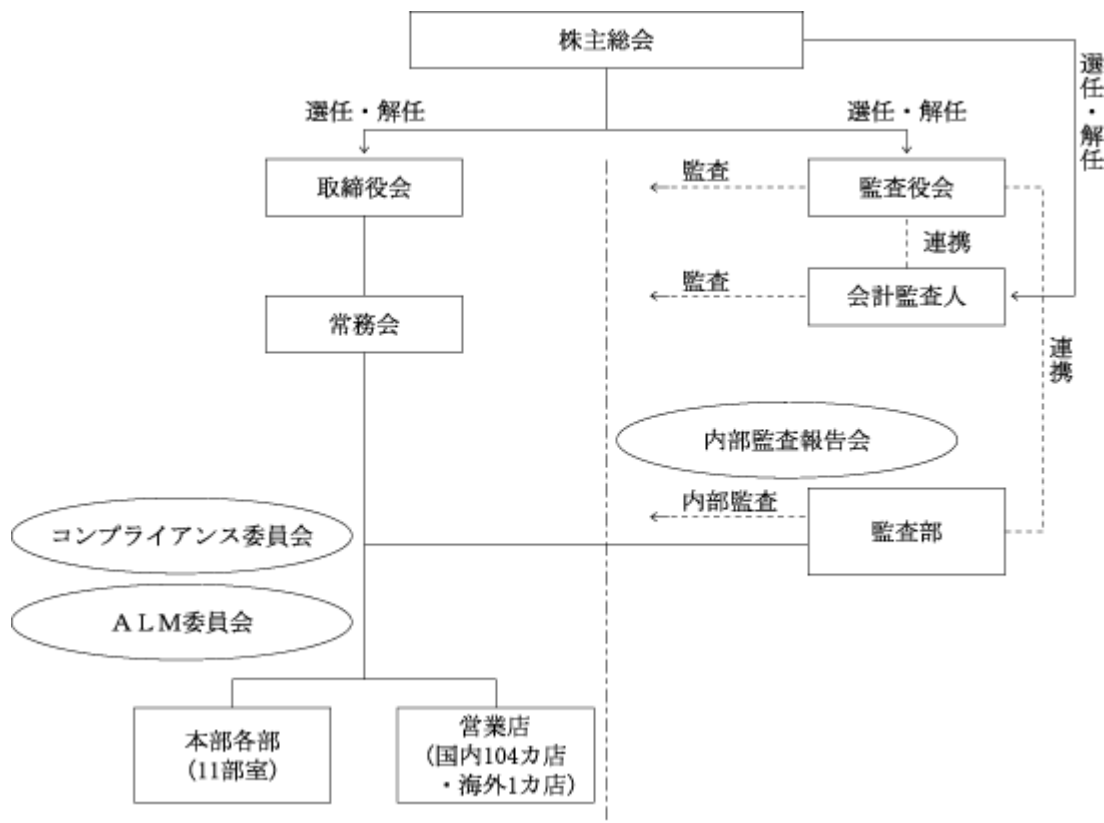 株主総会
選任・解任
選任・解任
選任・解任
取締役会
監査
監査役会
連携
常務会
監査
会計監査人
連携
内部監査報告会
コンプライアンス委員会
内部監査
監査部
ALM委員会
本部各部
(11部室)
営業店
(国内104カ店
・海外1カ店)